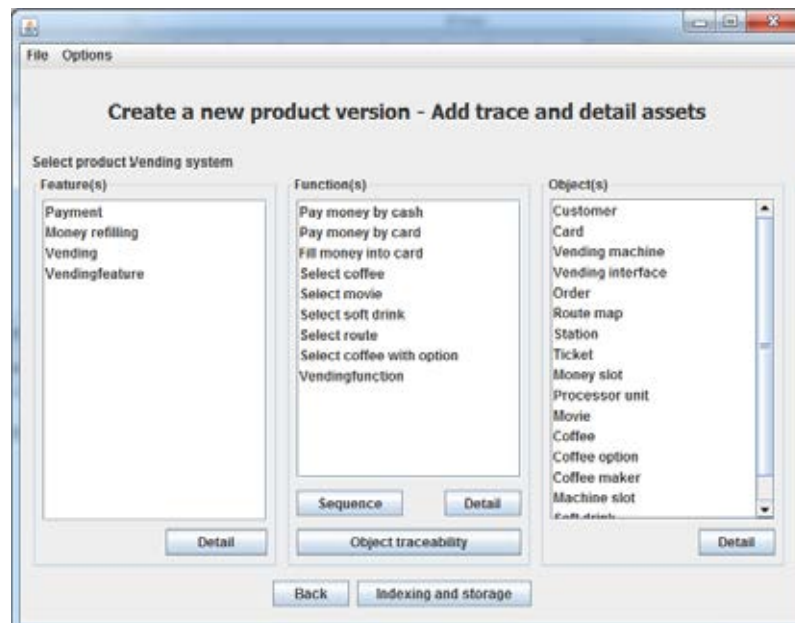 File Options
Create a new product version - Add trace and detail assets
Select product Vending system
Feature(s)
Payment
Money refilling
Vending
Vendingfeature
Detail
Function(s)
Pay money by cash
Pay money by card
Fill money into card
Select coffee
Select movie
Select soft drink
Select route
Select coffee with option
Vendingfunction
Sequence Detail
Object traceability
Object(s)
Customer
Card
Vending machine
Vending interface
Order
Route map
Station
Ticket
Money slot
Processor unit
Movie
Coffee
Coffee option
Coffee maker
Machine slot
Soft drink
Detail
Back Indexing and storage